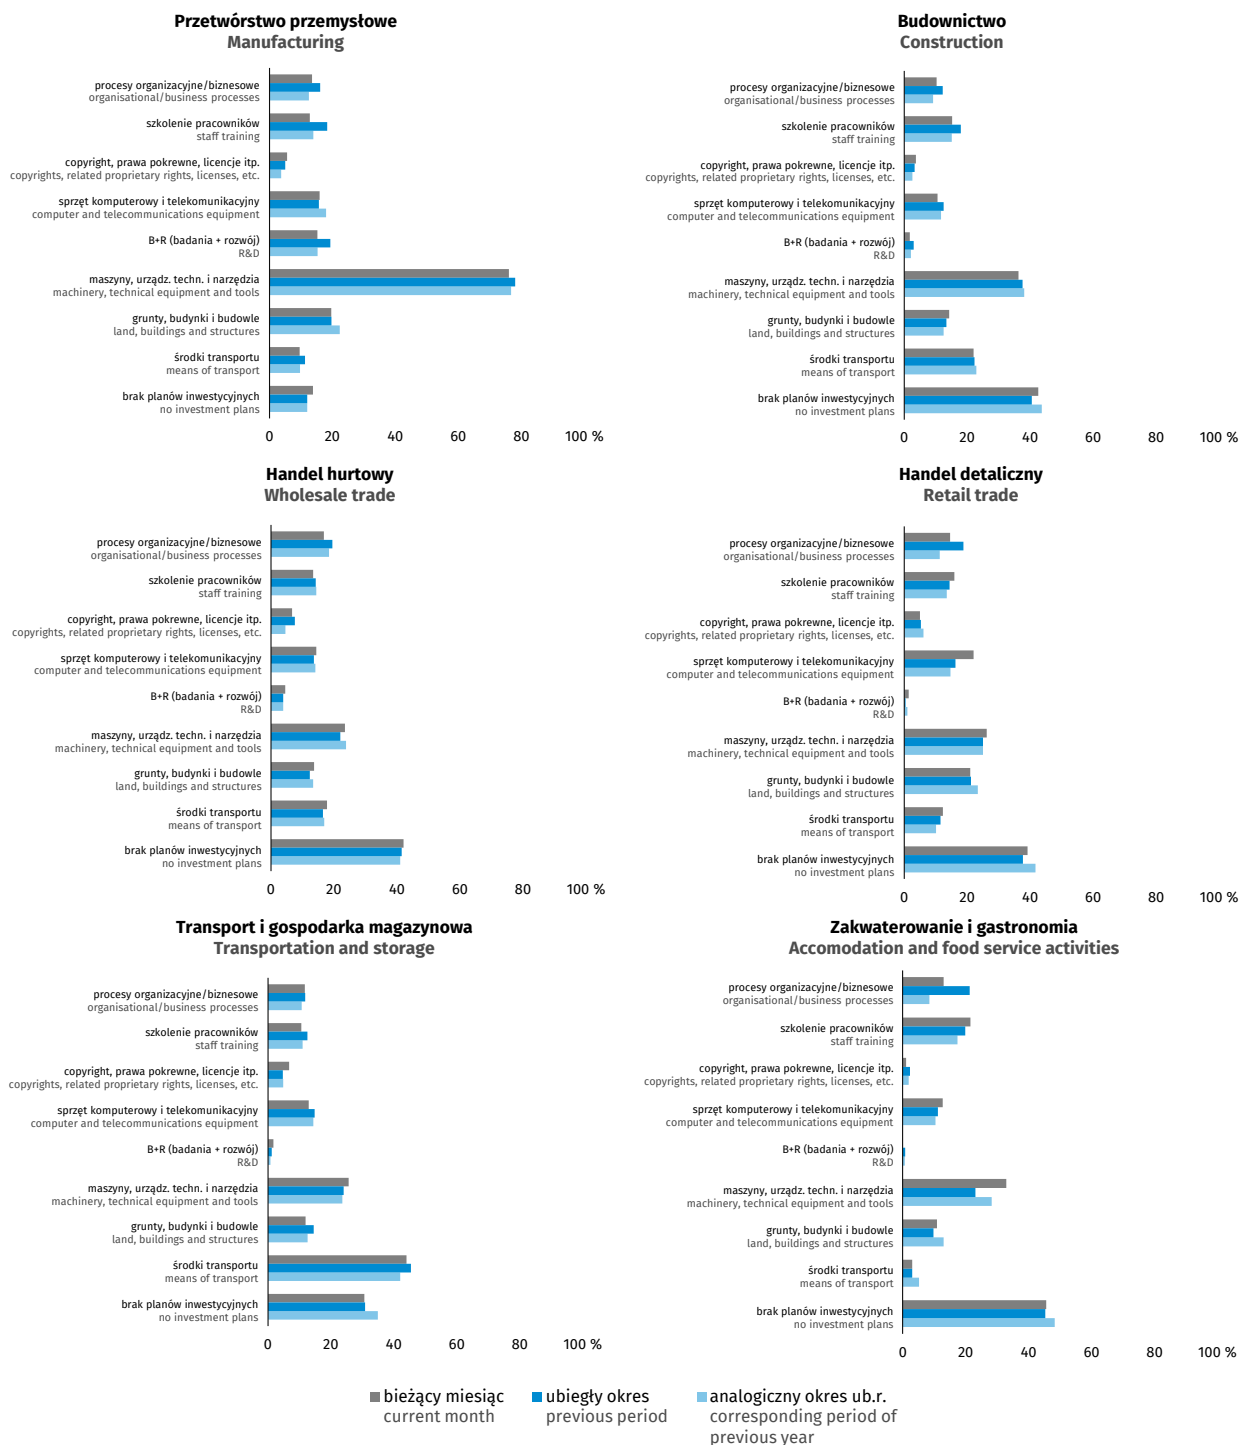 Przetwórstwo przemysłowe
Manufacturing
procesy organizacyjne/biznesowe
organisational/business processes
szkolenie pracowników
staff training
copyright, prawa pokrewne, licencje itp.
copyrights, related proprietary rights, licenses, etc.
sprzęt komputerowy i telekomunikacyjny
computer and telecommunications equipment
B+R (badania + rozwój)
R&D
maszyny, urządz. techn. i narzędzia
machinery, technical equipment and tools
grunty, budynki i budowle
land, buildings and structures
środki transportu
means of transport
brak planów inwestycyjnych
no investment plans
0 20 40 60 80 100 %
Budownictwo
Construction
procesy organizacyjne/biznesowe
organisational/business processes
szkolenie pracowników
staff training
copyright, prawa pokrewne, licencje itp.
copyrights, related proprietary rights, licenses, etc.
sprzęt komputerowy i telekomunikacyjny
computer and telecommunications equipment
B+R (badania + rozwój)
R&D
maszyny, urządz. techn. i narzędzia
machinery, technical equipment and tools
grunty, budynki i budowle
land, buildings and structures
środki transportu
means of transport
brak planów inwestycyjnych
no investment plans
0 20 40 60 80 100 %
Handel hurtowy
Wholesale trade
procesy organizacyjne/biznesowe
organisational/business processes
szkolenie pracowników
staff training
copyright, prawa pokrewne, licencje itp.
copyrights, related proprietary rights, licenses, etc.
sprzęt komputerowy i telekomunikacyjny
computer and telecommunications equipment
B+R (badania + rozwój)
R&D
maszyny, urządz. techn. i narzędzia
machinery, technical equipment and tools
grunty, budynki i budowle
land, buildings and structures
środki transportu
means of transport
brak planów inwestycyjnych
no investment plans
0 20 40 60 80 100 %
Handel detaliczny
Retail trade
procesy organizacyjne/biznesowe
organisational/business processes
szkolenie pracowników
staff training
copyright, prawa pokrewne, licencje itp.
copyrights, related proprietary rights, licenses, etc.
sprzęt komputerowy i telekomunikacyjny
computer and telecommunications equipment
B+R (badania + rozwój)
R&D
maszyny, urządz. techn. i narzędzia
machinery, technical equipment and tools
grunty, budynki i budowle
land, buildings and structures
środki transportu
means of transport
brak planów inwestycyjnych
no investment plans
0 20 40 60 80 100 %
Transport i gospodarka magazynowa
Transportation and storage
procesy organizacyjne/biznesowe
organisational/business processes
szkolenie pracowników
staff training
copyright, prawa pokrewne, licencje itp.
copyrights, related proprietary rights, licenses, etc.
sprzęt komputerowy i telekomunikacyjny
computer and telecommunications equipment
B+R (badania + rozwój)
R&D
maszyny, urządz. techn. i narzędzia
machinery, technical equipment and tools
grunty, budynki i budowle
land, buildings and structures
środki transportu
means of transport
brak planów inwestycyjnych
no investment plans
0 20 40 60 80 100 %
Zakwaterowanie i gastronomia
Accomodation and food service activities
procesy organizacyjne/biznesowe
organisational/business processes
szkolenie pracowników
staff training
copyright, prawa pokrewne, licencje itp.
copyrights, related proprietary rights, licenses, etc.
sprzęt komputerowy i telekomunikacyjny
computer and telecommunications equipment
B+R (badania + rozwój)
R&D
maszyny, urządz. techn. i narzędzia
machinery, technical equipment and tools
grunty, budynki i budowle
land, buildings and structures
środki transportu
means of transport
brak planów inwestycyjnych
no investment plans
0 20 40 60 80 100 %
bieżący miesiąc
current month
ubiegły okres
previous period
analogiczny okres ub.r.
corresponding period of
previous year